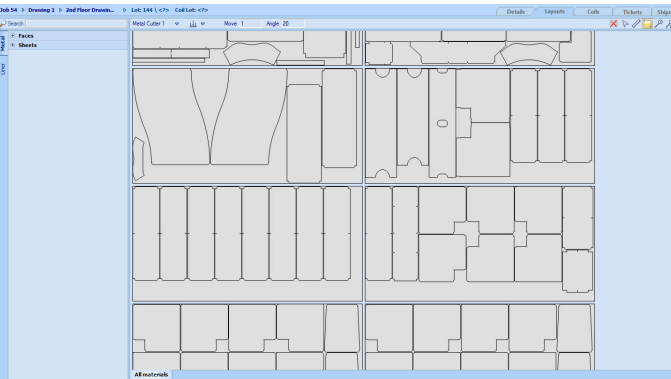 Job 54 Drawing 1 2nd Floor Drawin... Lot: 144 \ <?> Coil Lot: <?>
Details Layouts Coils Tickets Shipm
Search Metal Cutter 1 Move 1 Angle 20
Faces
Sheets
Metal
Liner
All materials